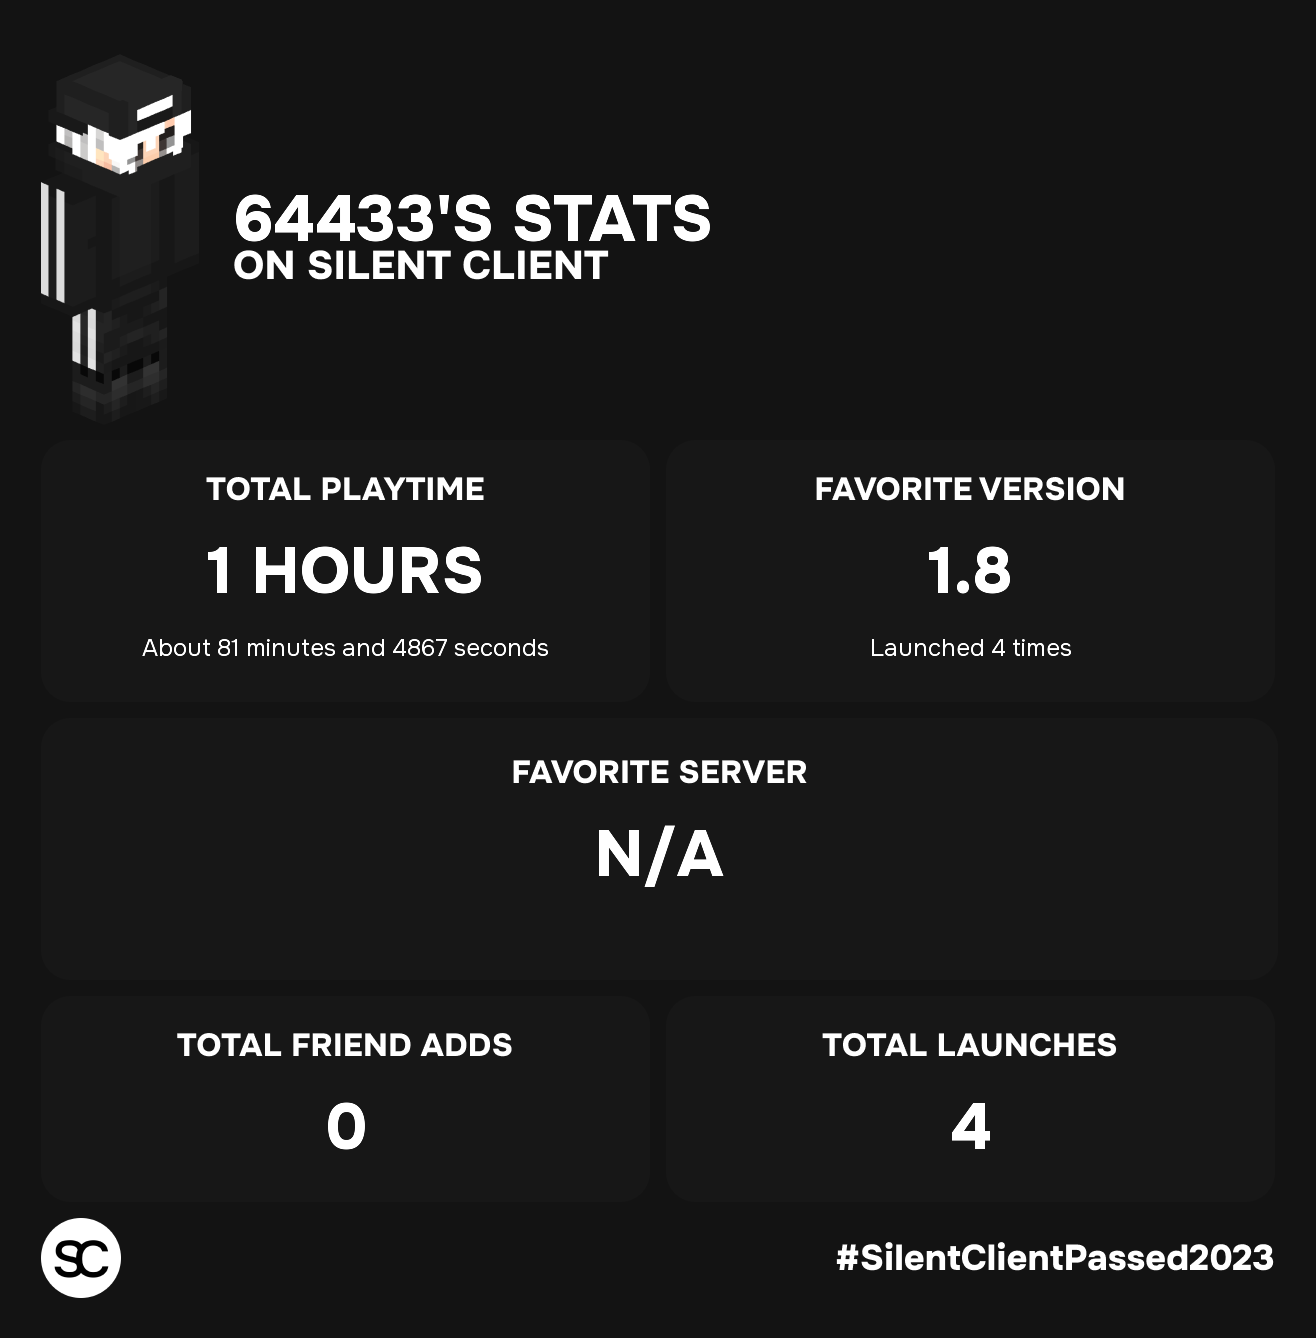 64433'S STATS
ON SILENT CLIENT
TOTAL PLAYTIME
1 HOURS
About 81 minutes and 4867 seconds
FAVORITE VERSION
1.8
Launched 4 times
FAVORITE SERVER
N/A
TOTAL FRIEND ADDS
0
TOTAL LAUNCHES
4
SC
#SilentClientPassed2023